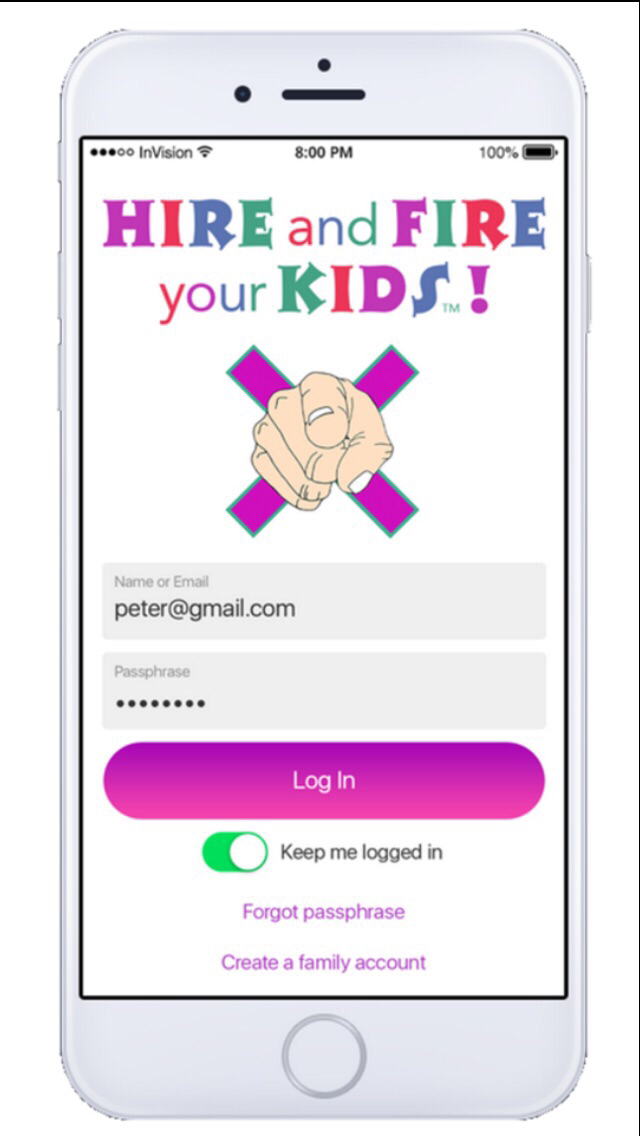 InVision 8:00 PM 100%
HIRE and FIRE
your KIDS™!
Name or Email
peter@gmail.com
Passphrase
••••••••
Log In
Keep me logged in
Forgot passphrase
Create a family account